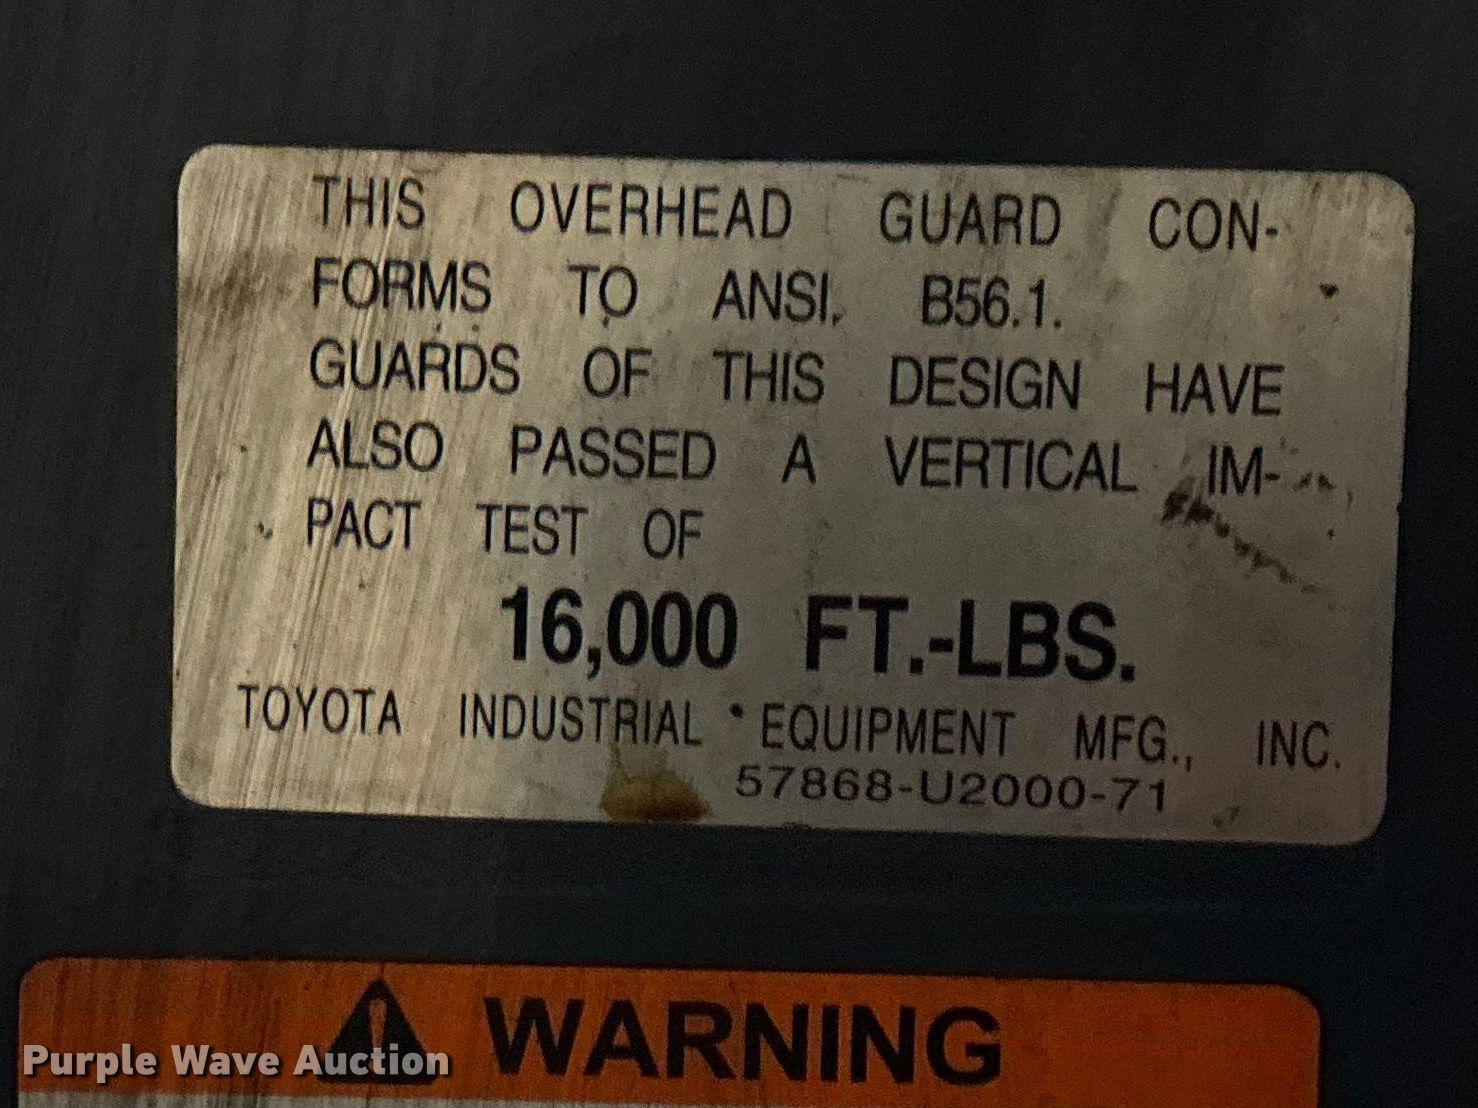 THIS OVERHEAD GUARD CON-
FORMS TO ANSI. B56.1.
GUARDS OF THIS DESIGN HAVE
ALSO PASSED A VERTICAL IM-
PACT TEST OF
16,000 FT.-LBS.
TOYOTA INDUSTRIAL EQUIPMENT MFG., INC.
57868-U2000-71
WARNING
Purple Wave Auction